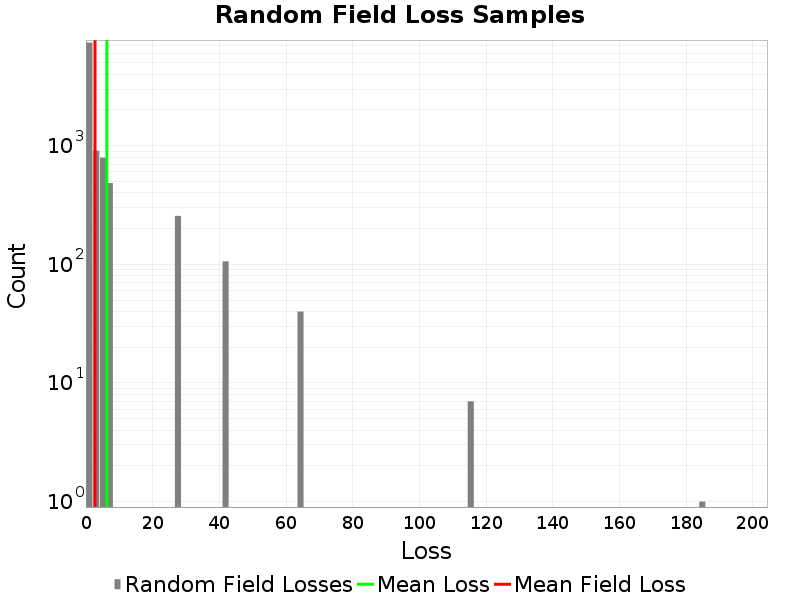 Random Field Loss Samples
Count
10^3
10^2
10^1
10^0
0 20 40 60 80 100 120 140 160 180 200
Loss
Random Field Losses Mean Loss Mean Field Loss